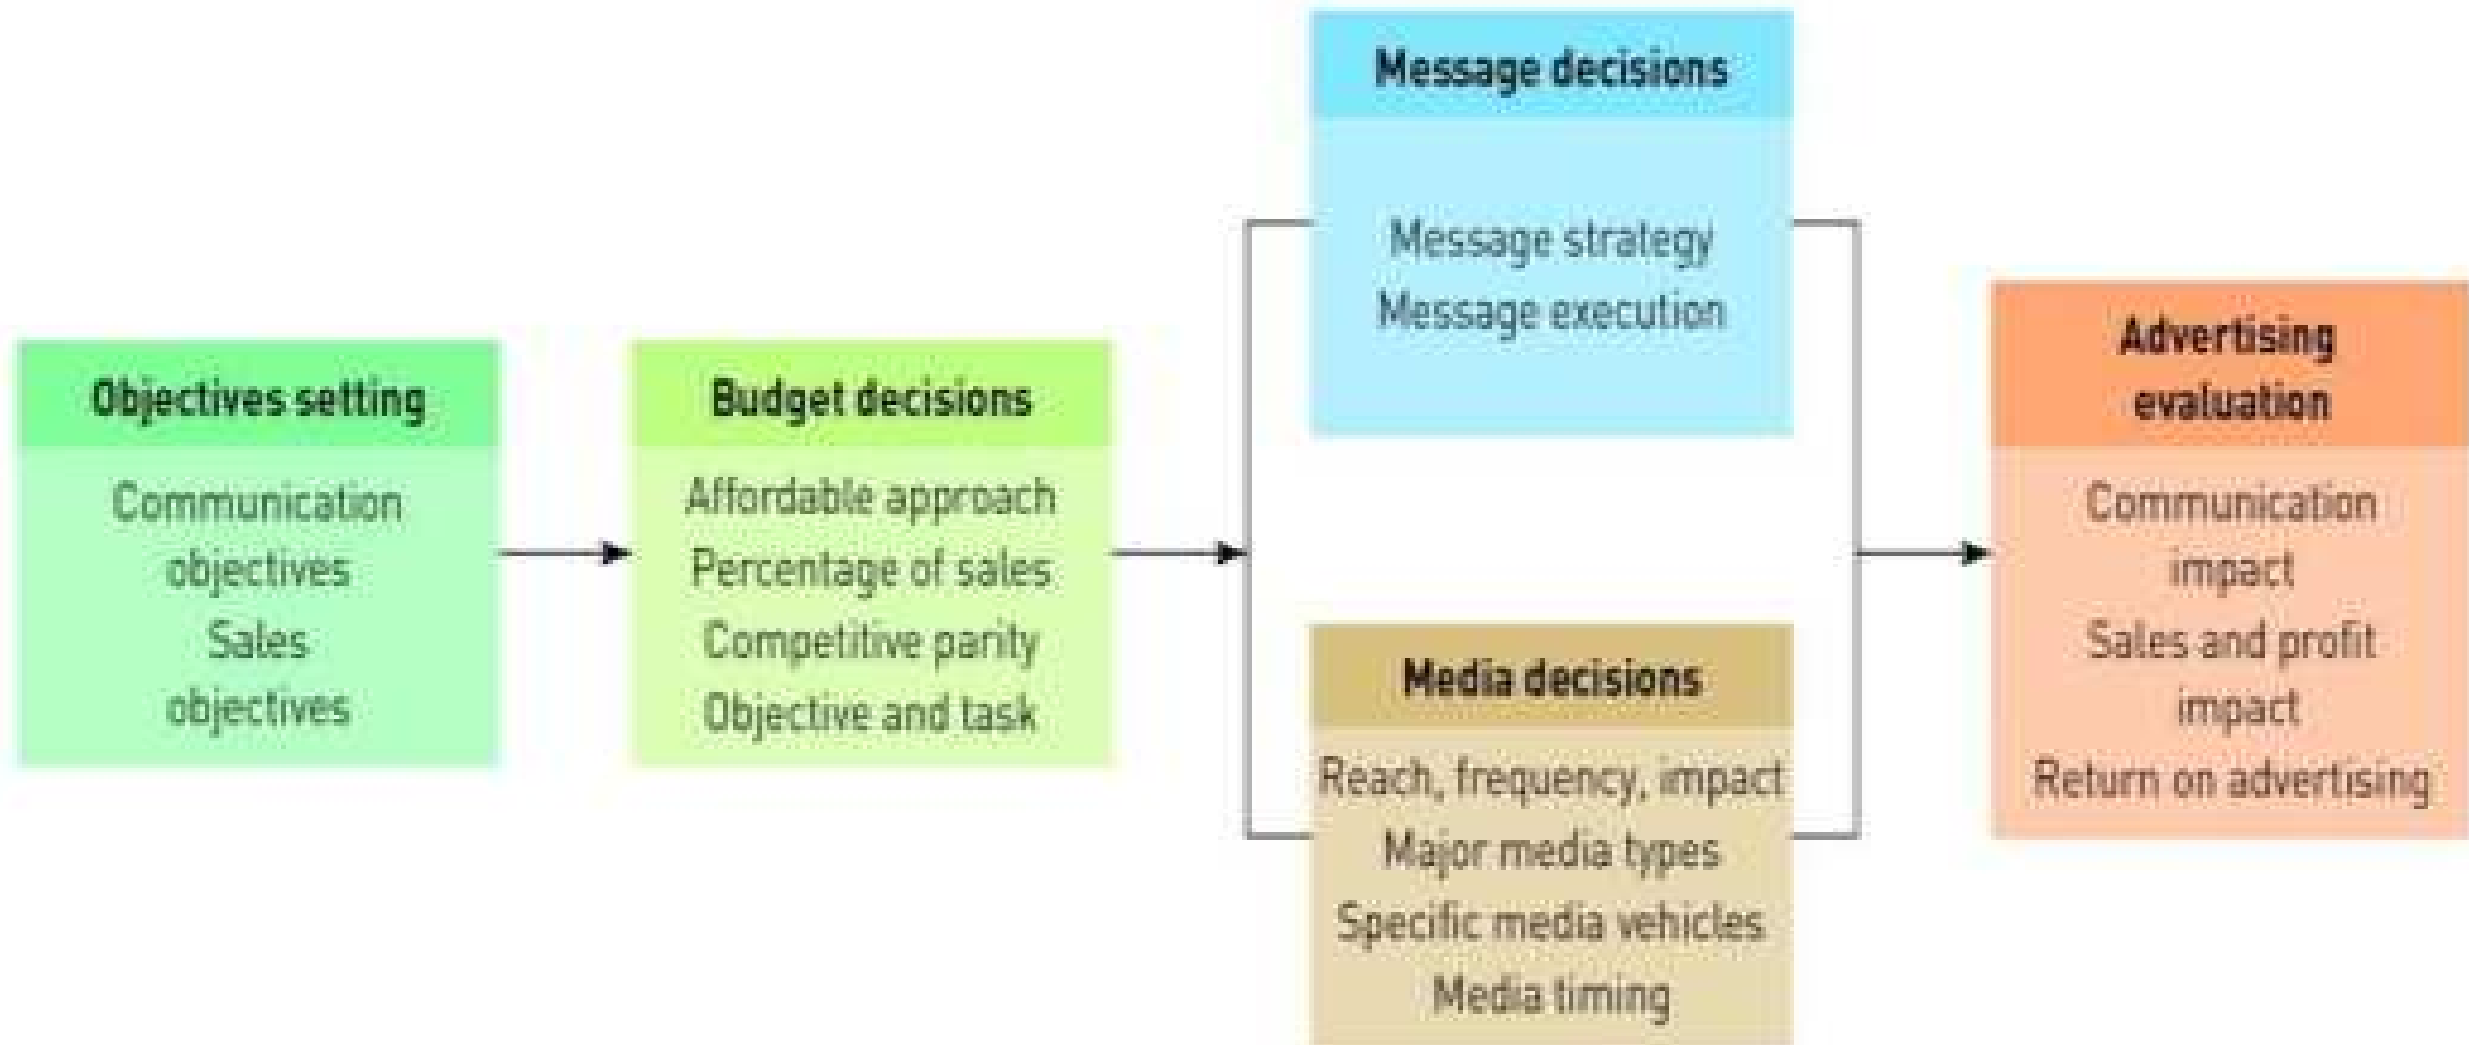 Objectives setting
Communication
objectives
Sales
objectives
Budget decisions
Affordable approach
Percentage of sales
Competitive parity
Objective and task
Message decisions
Message strategy
Message execution
Media decisions
Reach, frequency, impact
Major media types
Specific media vehicles
Media timing
Advertising
evaluation
Communication
impact
Sales and profit
impact
Return on advertising